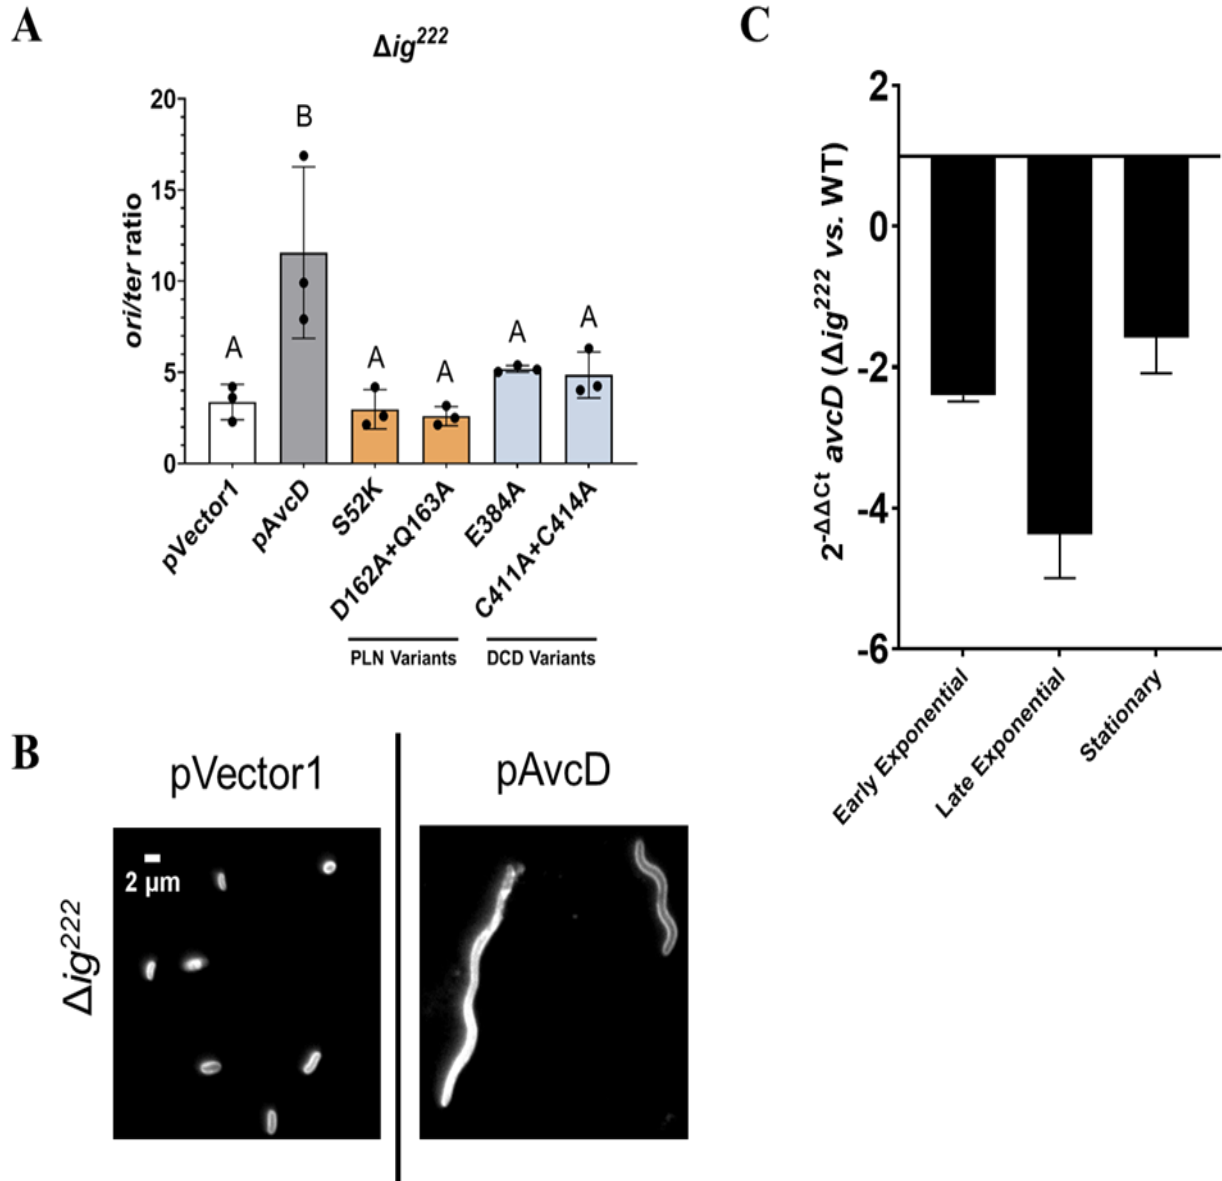 A
Δig²²²
20
15
10
5
0
ori/ter ratio
A
B
A
A
A
A
pVector1
pAvcD
S52K
D162A+Q163A
E384A
C411A+C414A
PLN Variants
DCD Variants
B
pVector1
pAvcD
Δig²²²
2 μm
C
2
0
-2
-4
-6
2^-ΔΔCt avcD (Δig²²² vs. WT)
Early Exponential
Late Exponential
Stationary